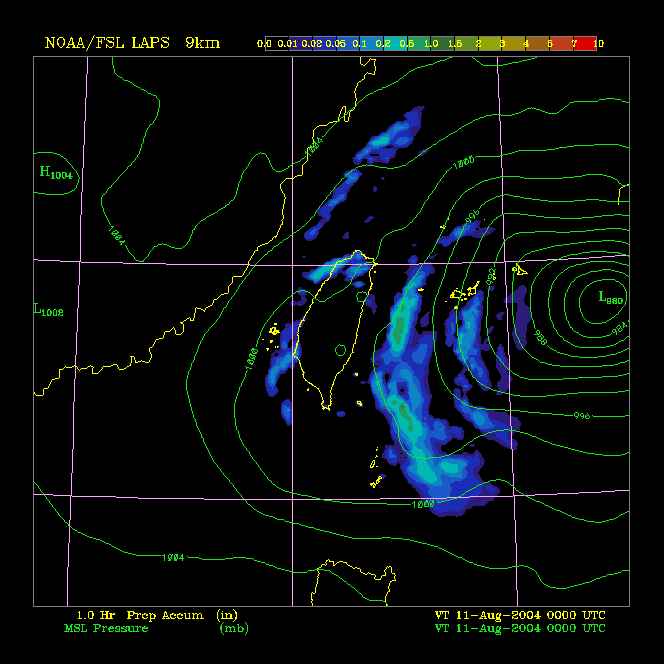 NOAA/FSL LAPS 9km
0.0 0.01 0.02 0.05 0.1 0.2 0.5 1.0 1.5 2 3 4 5 7 10
1004
1000
H1004
996
1004
992
L980
L1008
984
988
1000
996
1000
1004
1.0 Hr Prcp Accum (in) VT 11-Aug-2004 0000 UTC
MSL Pressure (mb) VT 11-Aug-2004 0000 UTC